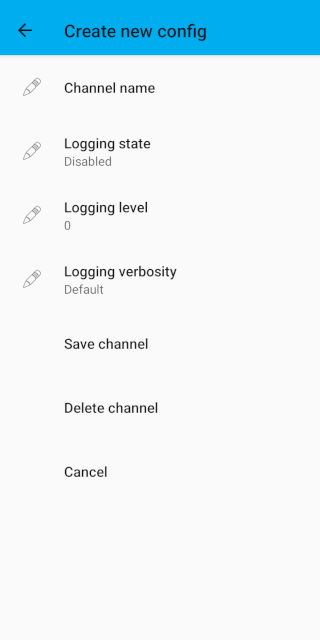 Create new config
Channel name
Logging state
Disabled
Logging level
0
Logging verbosity
Default
Save channel
Delete channel
Cancel